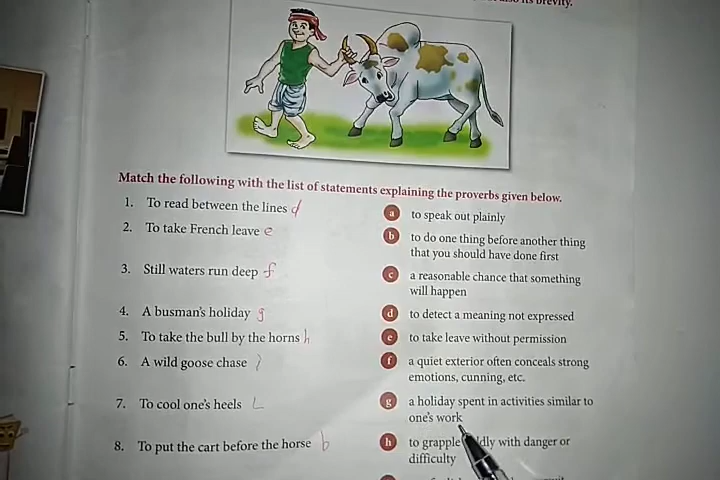 its brevity.
Match the following with the list of statements explaining the proverbs given below.
1. To read between the lines d
2. To take French leave e
3. Still waters run deep f
4. A busman's holiday g
5. To take the bull by the horns h
6. A wild goose chase
7. To cool one's heels
8. To put the cart before the horse b
a to speak out plainly
b to do one thing before another thing
that you should have done first
c a reasonable chance that something
will happen
d to detect a meaning not expressed
e to take leave without permission
f a quiet exterior often conceals strong
emotions, cunning, etc.
g a holiday spent in activities similar to
one's work
h to grapple with danger or
difficulty